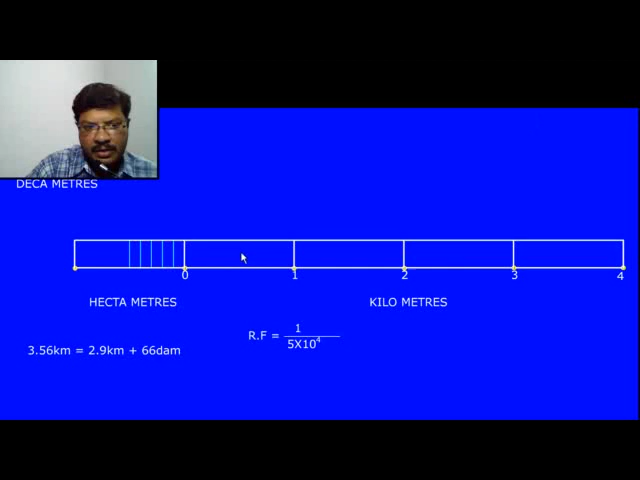 DECA METRES
0 1 2 3 4
HECTA METRES KILO METRES
R.F = 1
5X10⁴
3.56km = 2.9km + 66dam